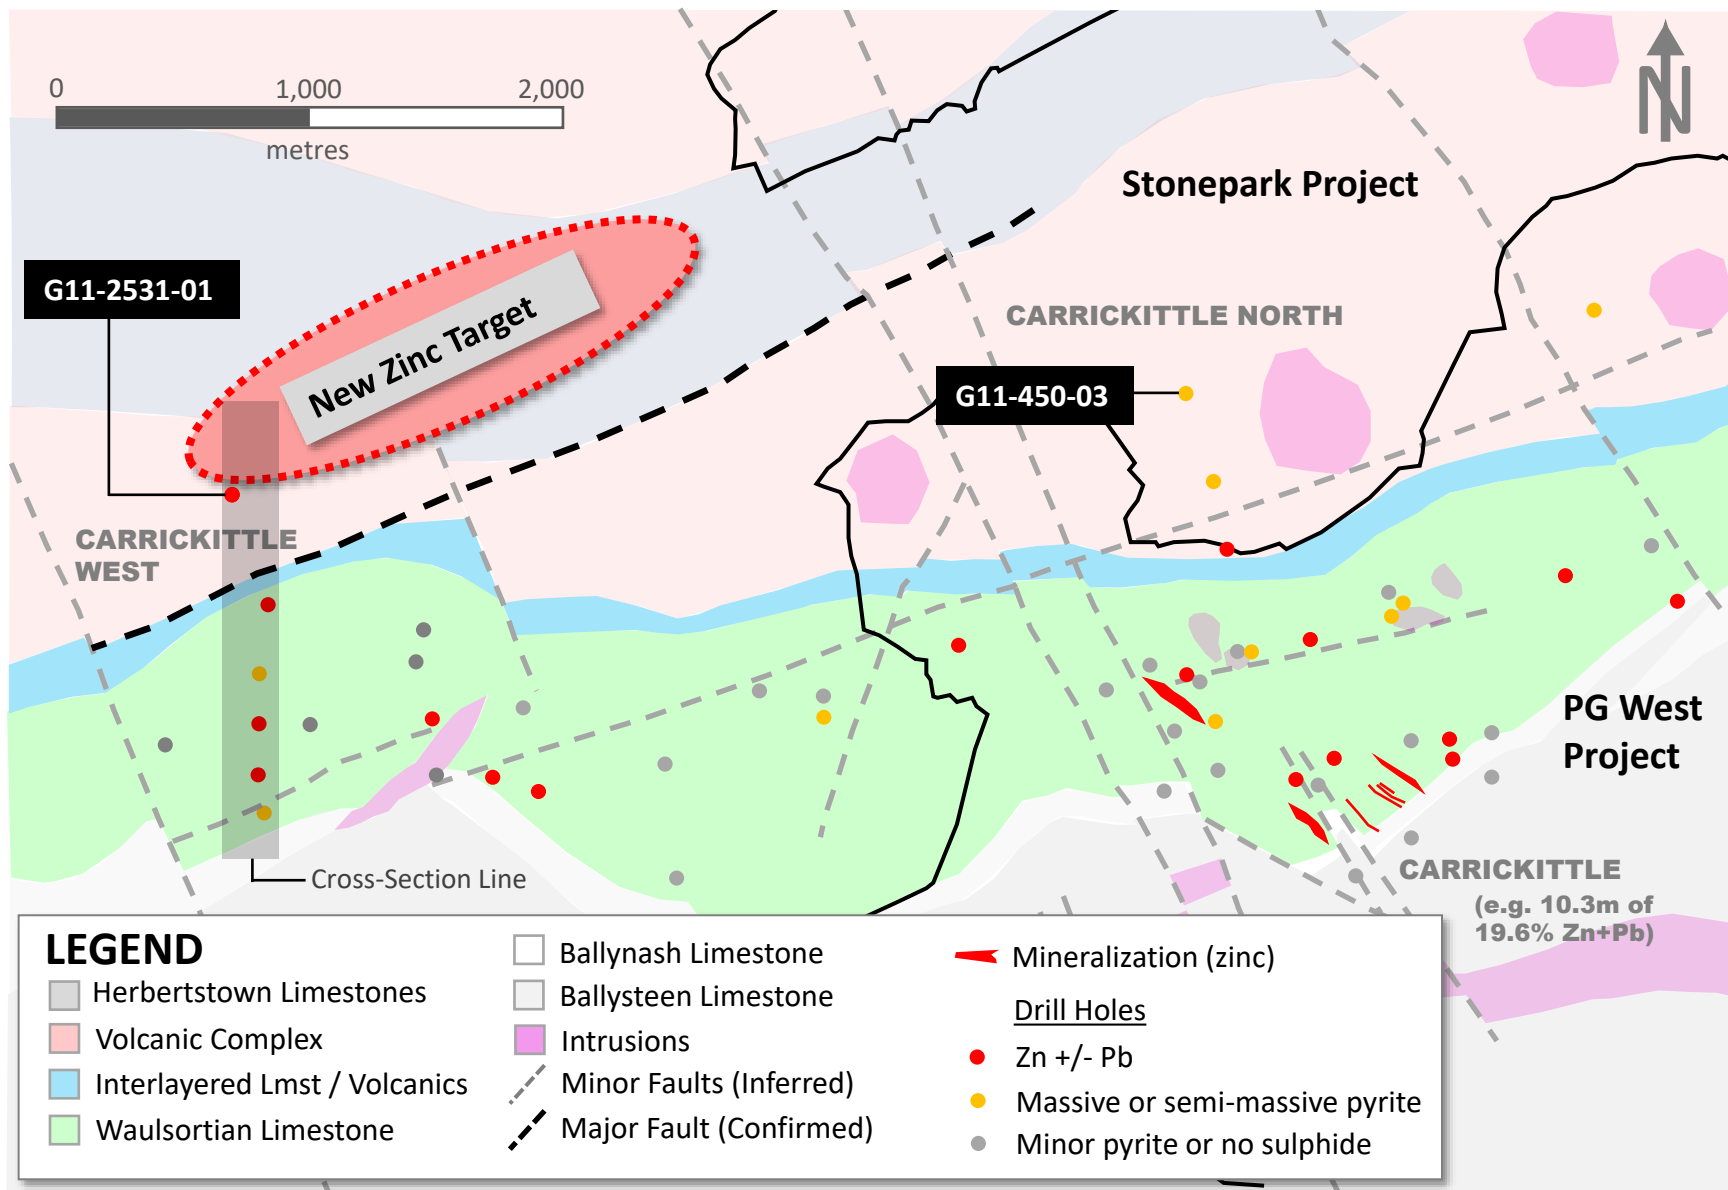 0 1,000 2,000
metres
N
Stonepark Project
G11-2531-01
New Zinc Target
CARRICKITTLE NORTH
G11-450-03
CARRICKITTLE
WEST
PG West
Project
Cross-Section Line
CARRICKITTLE
(e.g. 10.3m of
19.6% Zn+Pb)
LEGEND
Herbertstown Limestones
Volcanic Complex
Interlayered Lmst / Volcanics
Waulsortian Limestone
Ballynash Limestone
Ballysteen Limestone
Intrusions
Minor Faults (Inferred)
Major Fault (Confirmed)
Mineralization (zinc)
Drill Holes
Zn +/- Pb
Massive or semi-massive pyrite
Minor pyrite or no sulphide